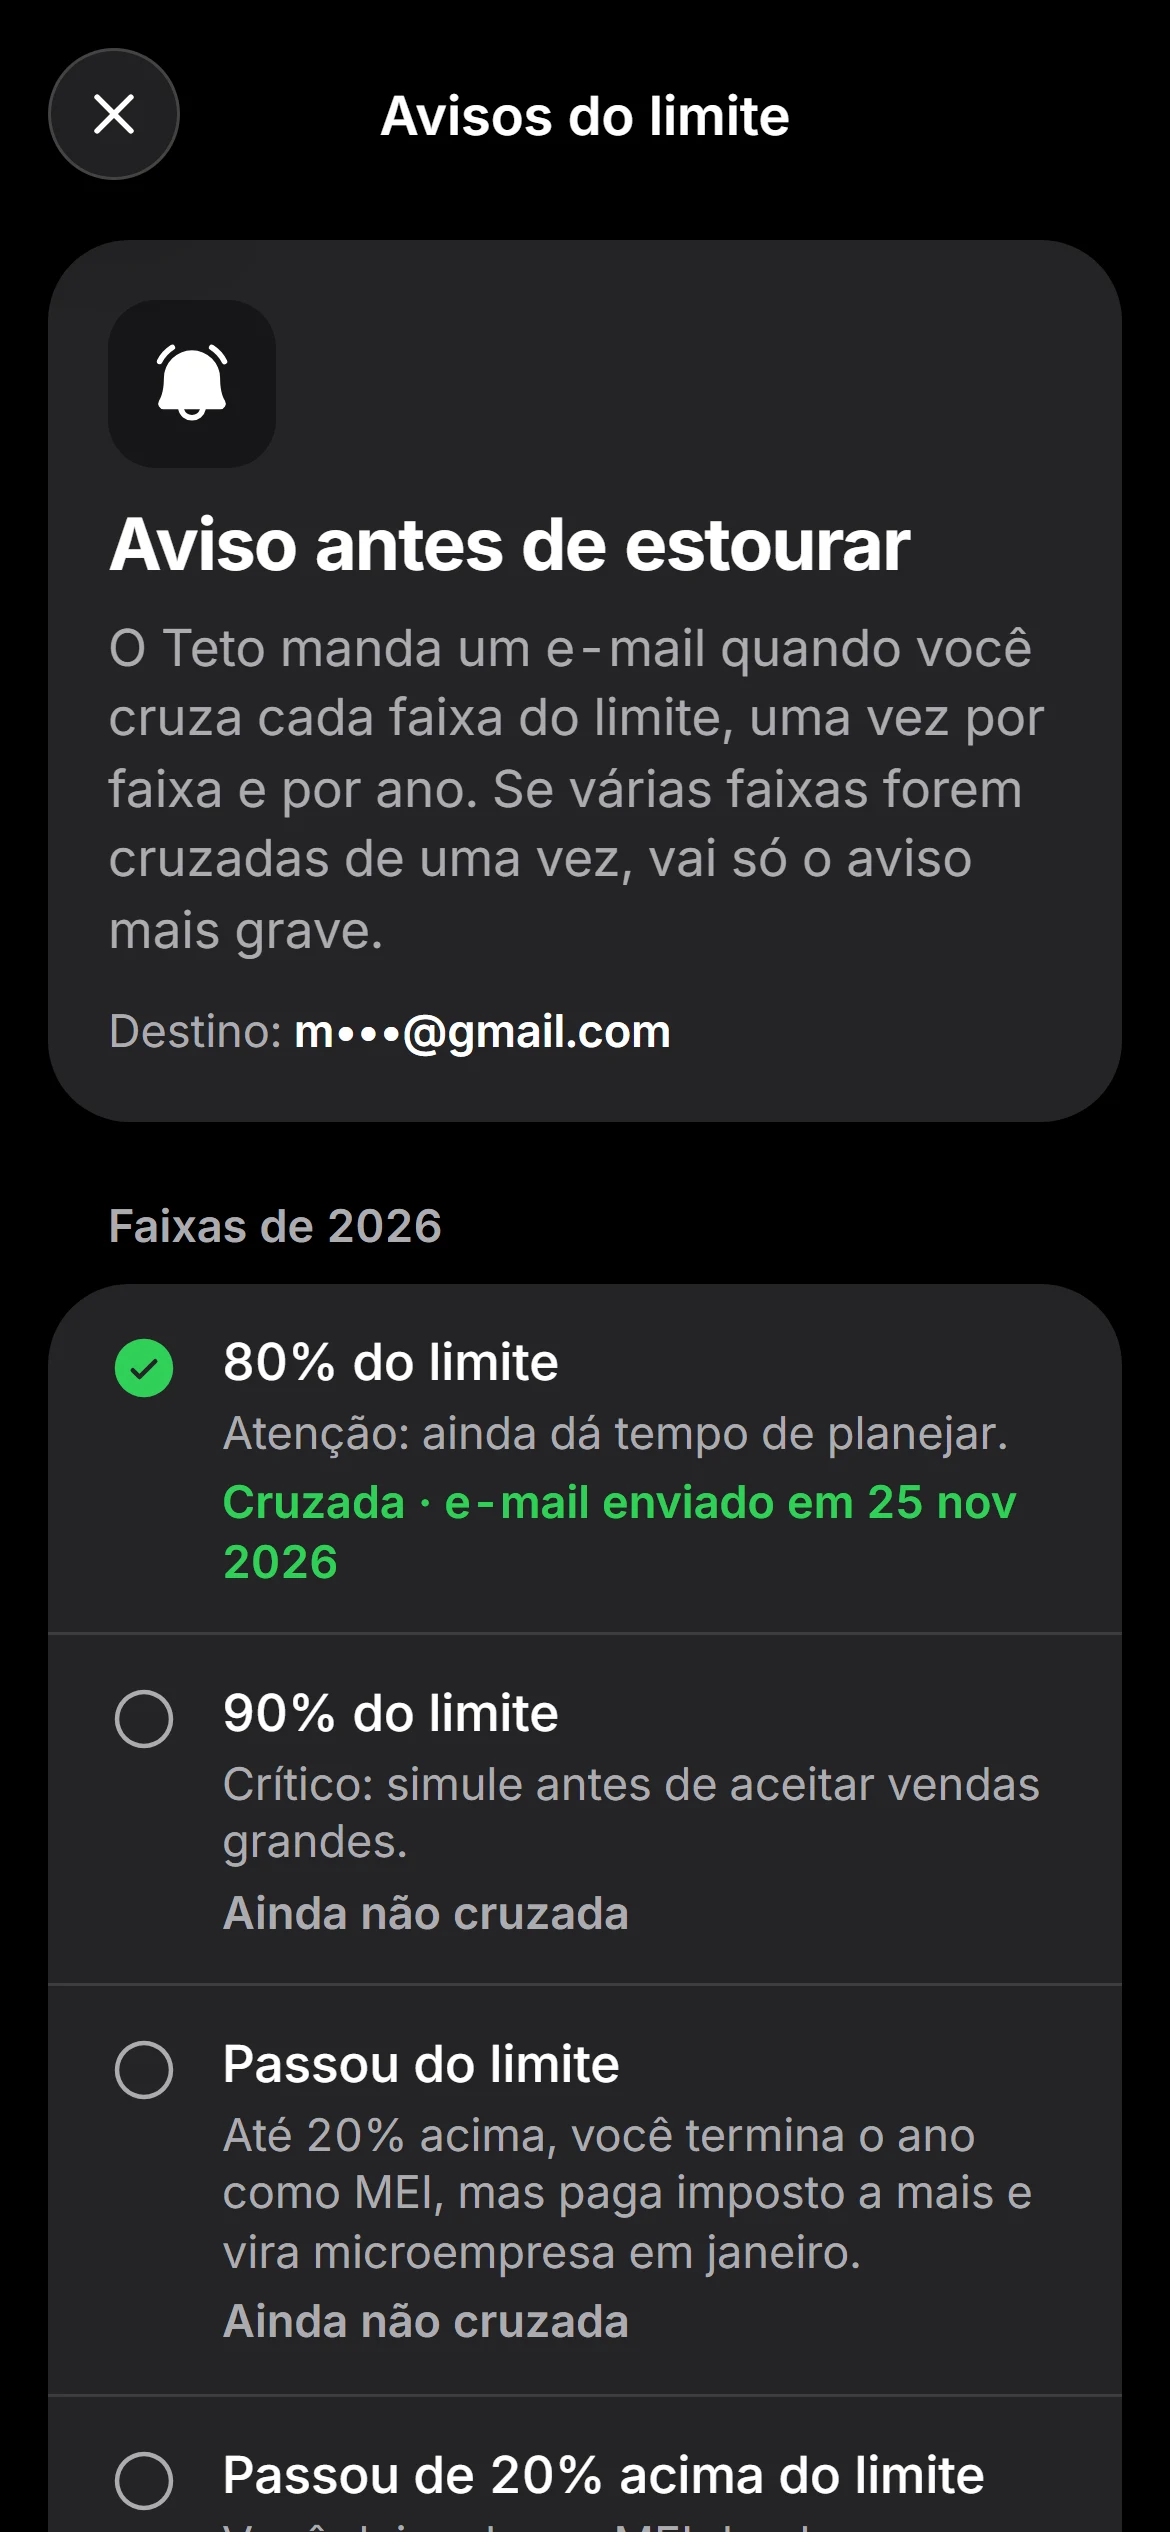 Avisos do limite
Aviso antes de estourar
O Teto manda um e-mail quando você
cruza cada faixa do limite, uma vez por
faixa e por ano. Se várias faixas forem
cruzadas de uma vez, vai só o aviso
mais grave.
Destino: m•••@gmail.com
Faixas de 2026
80% do limite
Atenção: ainda dá tempo de planejar.
Cruzada · e-mail enviado em 25 nov
2026
90% do limite
Crítico: simule antes de aceitar vendas
grandes.
Ainda não cruzada
Passou do limite
Até 20% acima, você termina o ano
como MEI, mas paga imposto a mais e
vira microempresa em janeiro.
Ainda não cruzada
Passou de 20% acima do limite